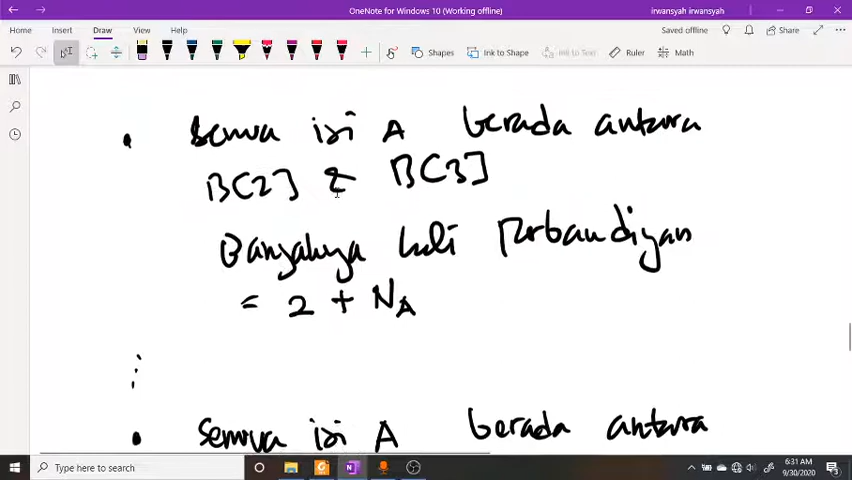 OneNote for Windows 10 (Working offline)
irwansyah irwansyah
Home Insert Draw View Help
Saved offline Share
Shapes Ink to Shape Ink to Text Ruler Math
• Semua isi A berada antara
B[2] & B[3]
Banyaknya kali Perbandigan
= 2 + NA
⋮
• Semua isi A berada antara
Type here to search
6:31 AM
9/30/2020
3